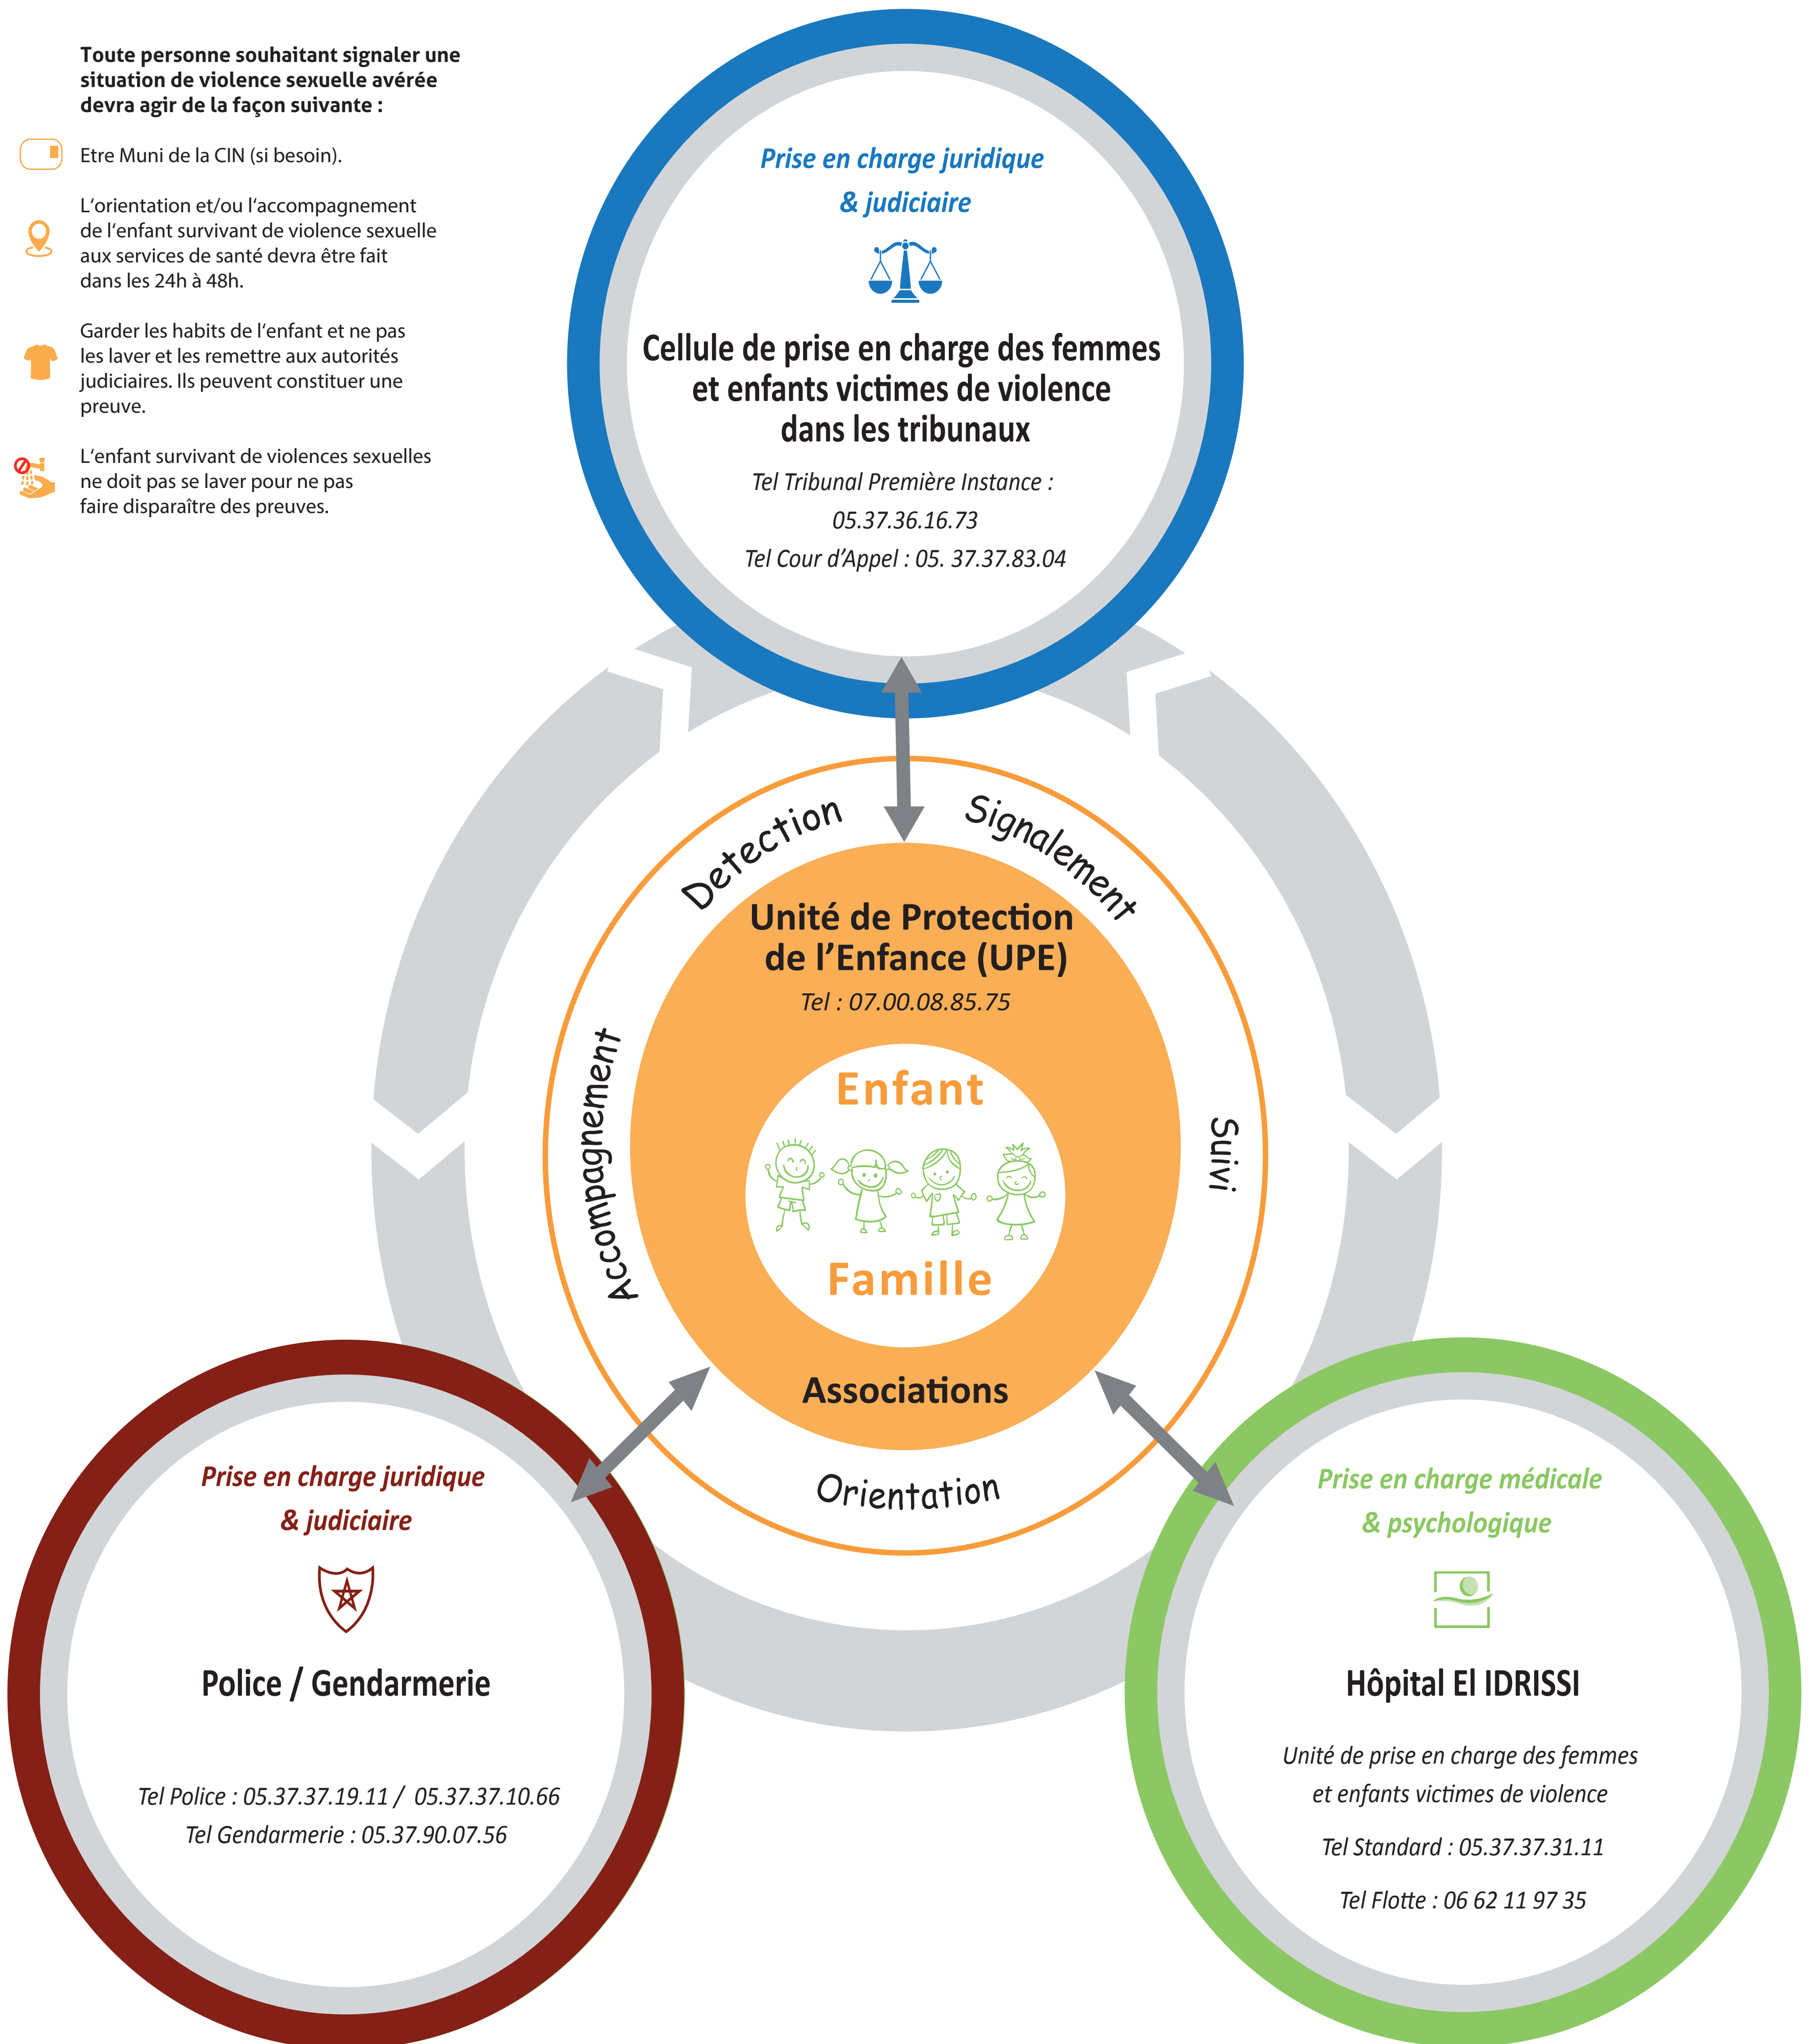 Toute personne souhaitant signaler une
situation de violence sexuelle avérée
devra agir de la façon suivante :
Etre Muni de la CIN (si besoin).
L‘orientation et/ou l‘accompagnement
de l‘enfant survivant de violence sexuelle
aux services de santé devra être fait
dans les 24h à 48h.
Garder les habits de l‘enfant et ne pas
les laver et les remettre aux autorités
judiciaires. Ils peuvent constituer une
preuve.
L‘enfant survivant de violences sexuelles
ne doit pas se laver pour ne pas
faire disparaître des preuves.
Prise en charge juridique
& judiciaire
Cellule de prise en charge des femmes
et enfants victimes de violence
dans les tribunaux
Tel Tribunal Première Instance :
05.37.36.16.73
Tel Cour d’Appel : 05. 37.37.83.04
Detection
Signalement
Unité de Protection
de l’Enfance (UPE)
Tel : 07.00.08.85.75
Accompagnement
Enfant
Suivi
Famille
Associations
Orientation
Prise en charge juridique
& judiciaire
Police / Gendarmerie
Tel Police : 05.37.37.19.11 / 05.37.37.10.66
Tel Gendarmerie : 05.37.90.07.56
Prise en charge médicale
& psychologique
Hôpital El IDRISSI
Unité de prise en charge des femmes
et enfants victimes de violence
Tel Standard : 05.37.37.31.11
Tel Flotte : 06 62 11 97 35